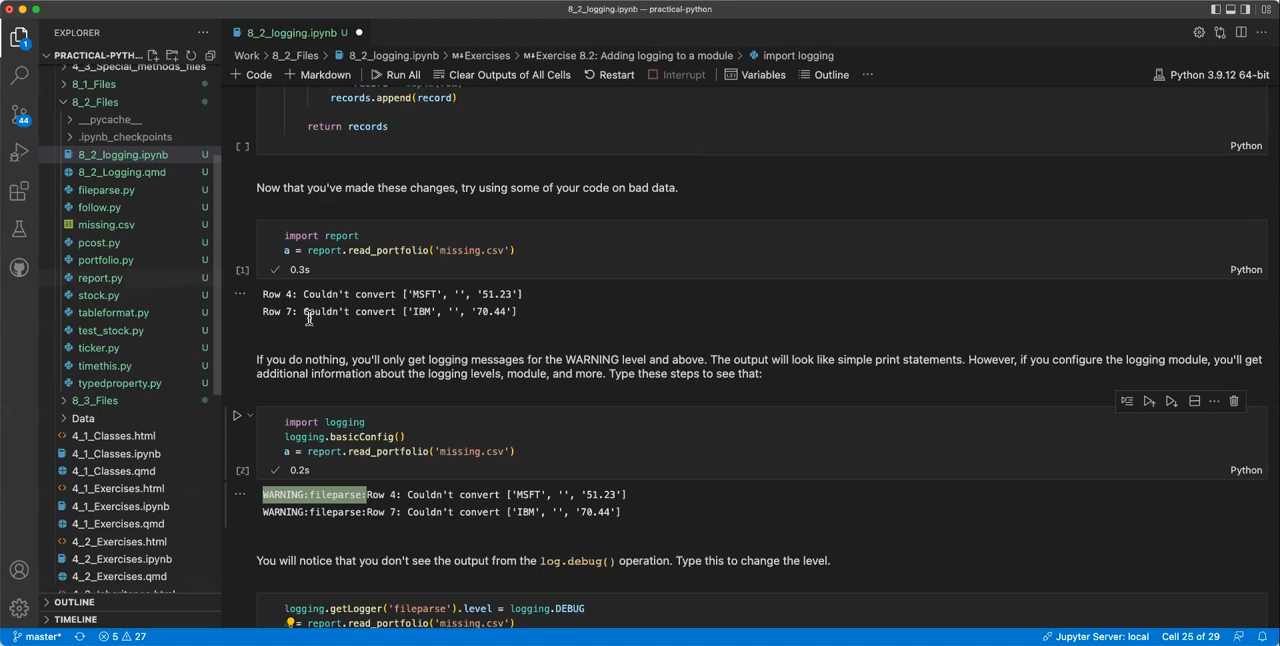 8_2_logging.ipynb — practical-python
EXPLORER
8_2_logging.ipynb U
PRACTICAL-PYTH...
Work > 8_2_Files > 8_2_logging.ipynb > Exercises > Exercise 8.2: Adding logging to a module > import logging
+ Code + Markdown Run All Clear Outputs of All Cells Restart Interrupt Variables Outline ... Python 3.9.12 64-bit
4_3_Special_methods_files
8_1_Files
8_2_Files
__pycache__
.ipynb_checkpoints
8_2_logging.ipynb U
8_2_Logging.qmd U
fileparse.py U
follow.py U
missing.csv U
pcost.py U
portfolio.py U
report.py U
stock.py U
tableformat.py U
test_stock.py U
ticker.py U
timethis.py U
typedproperty.py U
8_3_Files
Data
4_1_Classes.html
4_1_Classes.ipynb
4_1_Classes.qmd
4_1_Exercises.html
4_1_Exercises.ipynb
4_1_Exercises.qmd
4_2_Exercises.html
4_2_Exercises.ipynb
4_2_Exercises.qmd
OUTLINE
TIMELINE
1
44
records.append(record)
return records
[ ] Python
Now that you've made these changes, try using some of your code on bad data.
import report
a = report.read_portfolio('missing.csv')
[1] 0.3s Python
... Row 4: Couldn't convert ['MSFT', '', '51.23']
Row 7: Couldn't convert ['IBM', '', '70.44']
If you do nothing, you'll only get logging messages for the WARNING level and above. The output will look like simple print statements. However, if you configure the logging module, you'll get
additional information about the logging levels, module, and more. Type these steps to see that:
import logging
logging.basicConfig()
a = report.read_portfolio('missing.csv')
[2] 0.2s Python
... WARNING:fileparse:Row 4: Couldn't convert ['MSFT', '', '51.23']
WARNING:fileparse:Row 7: Couldn't convert ['IBM', '', '70.44']
You will notice that you don't see the output from the log.debug() operation. Type this to change the level.
logging.getLogger('fileparse').level = logging.DEBUG
= report.read_portfolio('missing.csv')
master* 5 27 Jupyter Server: local Cell 25 of 29